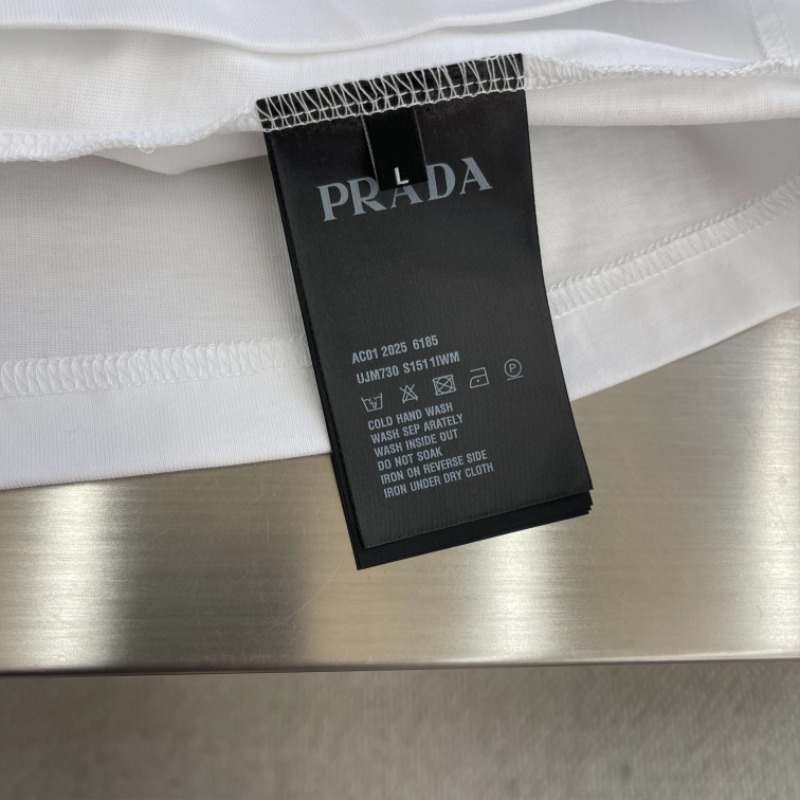 L
PRADA
AC01 2025 6185
UJM730 S1511IWM
P
COLD HAND WASH
WASH SEP ARATELY
WASH INSIDE OUT
DO NOT SOAK
IRON ON REVERSE SIDE
IRON UNDER DRY CLOTH